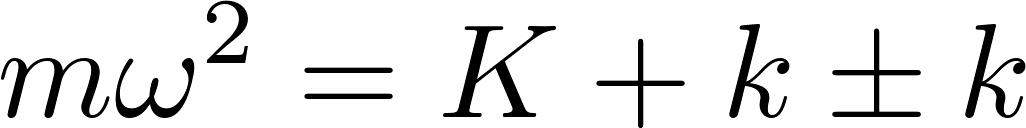 mω² = K + k ± k